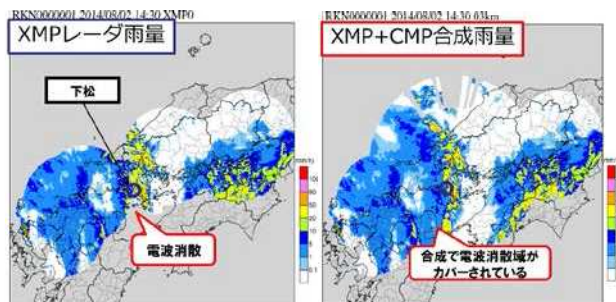 RKN000001 2014/08/02 14:30 XMP0
XMPレーダ雨量
下松
電波消散
RKN000001 2014/08/02 14:30 03km
XMP+CMP合成雨量
合成で電波消散域が
カバーされている